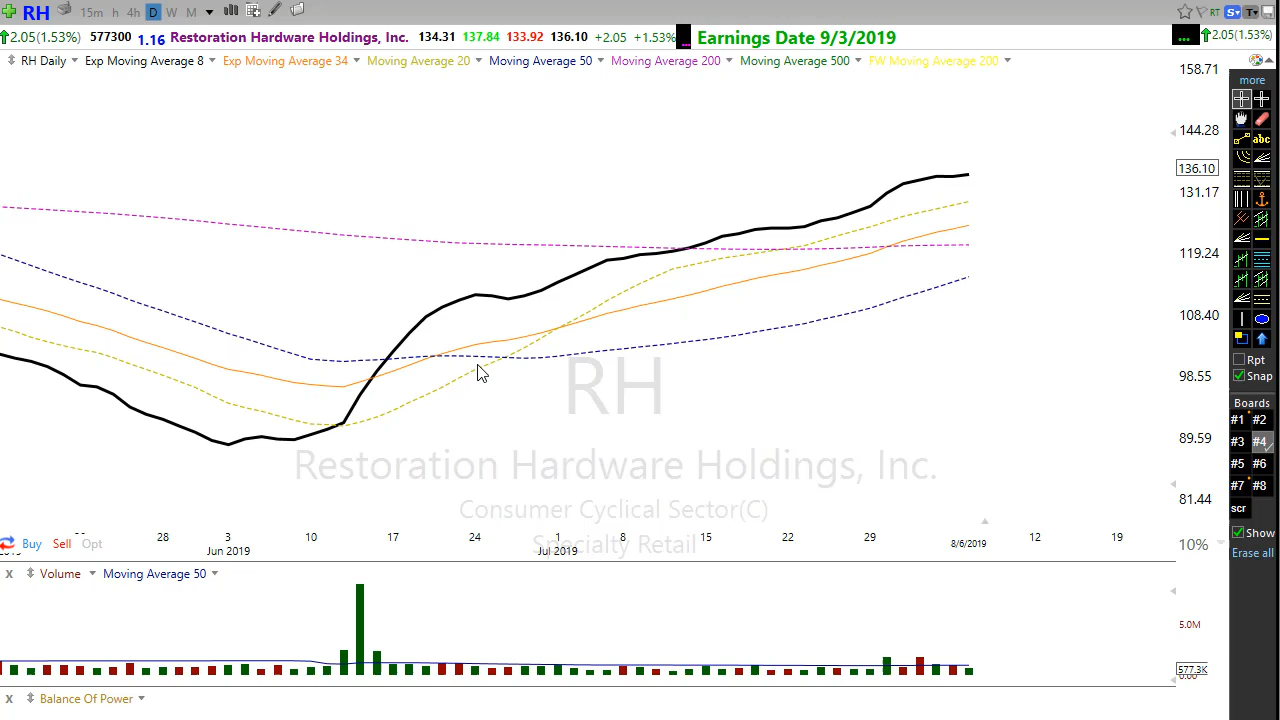 RH 15m h 4h D W M RT S T
2.05(1.53%) 577300 1.16 Restoration Hardware Holdings, Inc. 134.31 137.84 133.92 136.10 +2.05 +1.53% ... Earnings Date 9/3/2019 ... 2.05(1.53%)
RH Daily Exp Moving Average 8 Exp Moving Average 34 Moving Average 20 Moving Average 50 Moving Average 200 Moving Average 500 FW Moving Average 200
158.71
more
144.28
abc
136.10
131.17
119.24
108.40
RH
Rpt
98.55
Snap
Boards
#1 #2
89.59
#3 #4
Restoration Hardware Holdings, Inc.
#5 #6
#7 #8
81.44
Consumer Cyclical Sector(C)
scr
28 3 10 17 24 1 8 15 22 29 8/6/2019 12 19
Show
Buy Sell Opt
Specialty Retail
10%
Jun 2019 Jul 2019
Erase all
x Volume Moving Average 50
5.0M
577.3K
0.00
x Balance Of Power